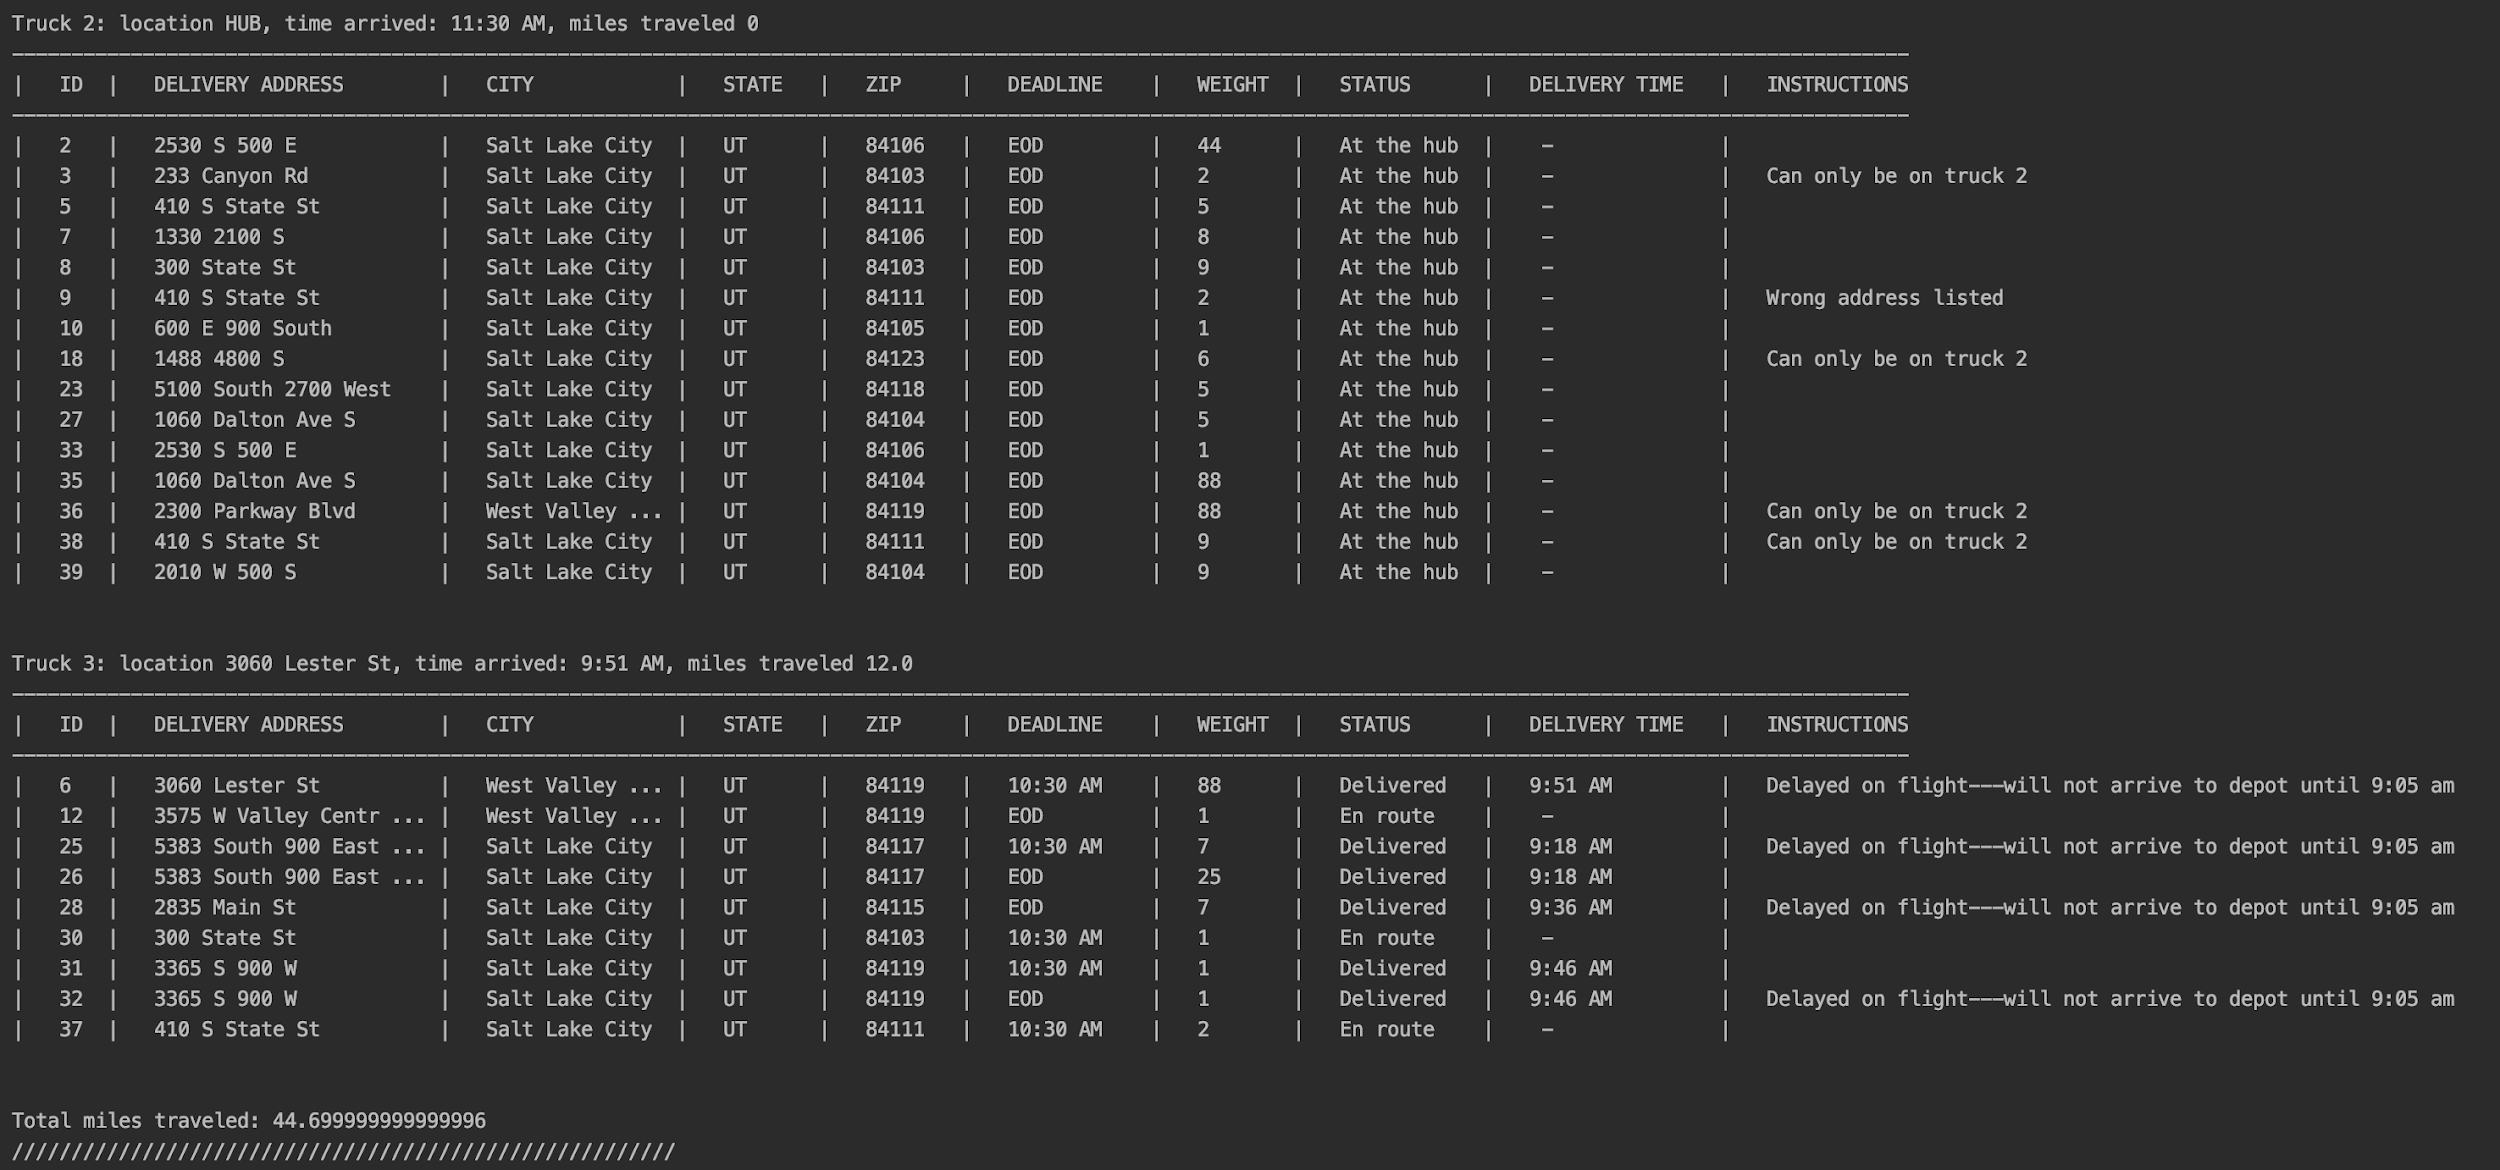 Truck 2: location HUB, time arrived: 11:30 AM, miles traveled 0
| ID | DELIVERY ADDRESS | CITY | STATE | ZIP | DEADLINE | WEIGHT | STATUS | DELIVERY TIME | INSTRUCTIONS
| 2 | 2530 S 500 E | Salt Lake City | UT | 84106 | EOD | 44 | At the hub | – |
| 3 | 233 Canyon Rd | Salt Lake City | UT | 84103 | EOD | 2 | At the hub | – | Can only be on truck 2
| 5 | 410 S State St | Salt Lake City | UT | 84111 | EOD | 5 | At the hub | – |
| 7 | 1330 2100 S | Salt Lake City | UT | 84106 | EOD | 8 | At the hub | – |
| 8 | 300 State St | Salt Lake City | UT | 84103 | EOD | 9 | At the hub | – |
| 9 | 410 S State St | Salt Lake City | UT | 84111 | EOD | 2 | At the hub | – | Wrong address listed
| 10 | 600 E 900 South | Salt Lake City | UT | 84105 | EOD | 1 | At the hub | – |
| 18 | 1488 4800 S | Salt Lake City | UT | 84123 | EOD | 6 | At the hub | – | Can only be on truck 2
| 23 | 5100 South 2700 West | Salt Lake City | UT | 84118 | EOD | 5 | At the hub | – |
| 27 | 1060 Dalton Ave S | Salt Lake City | UT | 84104 | EOD | 5 | At the hub | – |
| 33 | 2530 S 500 E | Salt Lake City | UT | 84106 | EOD | 1 | At the hub | – |
| 35 | 1060 Dalton Ave S | Salt Lake City | UT | 84104 | EOD | 88 | At the hub | – |
| 36 | 2300 Parkway Blvd | West Valley ... | UT | 84119 | EOD | 88 | At the hub | – | Can only be on truck 2
| 38 | 410 S State St | Salt Lake City | UT | 84111 | EOD | 9 | At the hub | – | Can only be on truck 2
| 39 | 2010 W 500 S | Salt Lake City | UT | 84104 | EOD | 9 | At the hub | – |
Truck 3: location 3060 Lester St, time arrived: 9:51 AM, miles traveled 12.0
| ID | DELIVERY ADDRESS | CITY | STATE | ZIP | DEADLINE | WEIGHT | STATUS | DELIVERY TIME | INSTRUCTIONS
| 6 | 3060 Lester St | West Valley ... | UT | 84119 | 10:30 AM | 88 | Delivered | 9:51 AM | Delayed on flight---will not arrive to depot until 9:05 am
| 12 | 3575 W Valley Centr ... | West Valley ... | UT | 84119 | EOD | 1 | En route | – |
| 25 | 5383 South 900 East ... | Salt Lake City | UT | 84117 | 10:30 AM | 7 | Delivered | 9:18 AM | Delayed on flight---will not arrive to depot until 9:05 am
| 26 | 5383 South 900 East ... | Salt Lake City | UT | 84117 | EOD | 25 | Delivered | 9:18 AM |
| 28 | 2835 Main St | Salt Lake City | UT | 84115 | EOD | 7 | Delivered | 9:36 AM | Delayed on flight---will not arrive to depot until 9:05 am
| 30 | 300 State St | Salt Lake City | UT | 84103 | 10:30 AM | 1 | En route | – |
| 31 | 3365 S 900 W | Salt Lake City | UT | 84119 | 10:30 AM | 1 | Delivered | 9:46 AM |
| 32 | 3365 S 900 W | Salt Lake City | UT | 84119 | EOD | 1 | Delivered | 9:46 AM | Delayed on flight---will not arrive to depot until 9:05 am
| 37 | 410 S State St | Salt Lake City | UT | 84111 | 10:30 AM | 2 | En route | – |
Total miles traveled: 44.699999999999996
////////////////////////////////////////////////////////